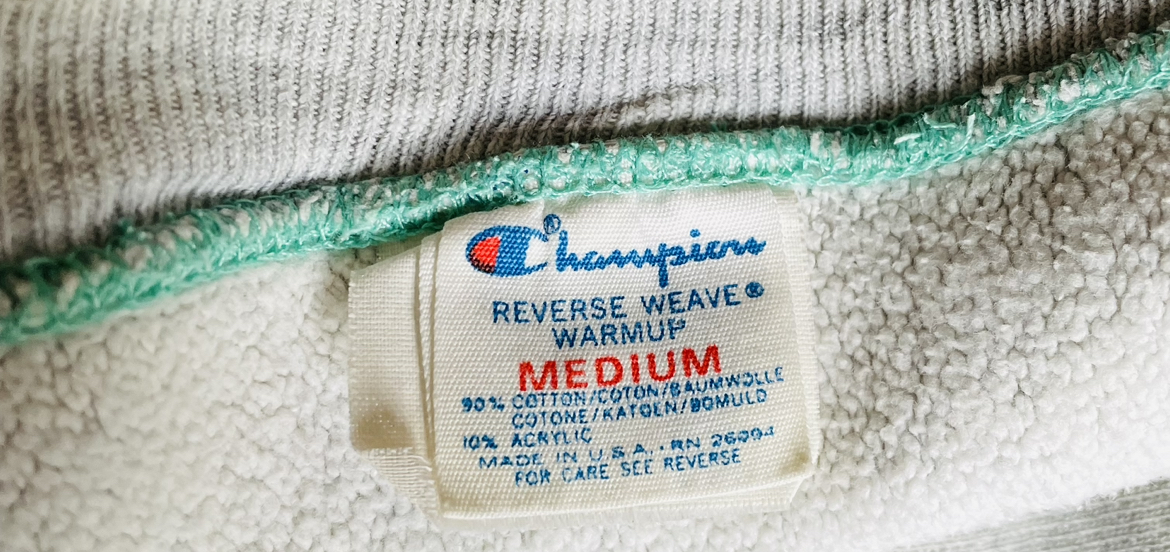 Champion®
REVERSE WEAVE®
WARMUP
MEDIUM
90% COTTON/COTON/BAUMWOLLE
COTONE/KATOEN/BOMULD
10% ACRYLIC
MADE IN U.S.A. · RN 26094
FOR CARE SEE REVERSE